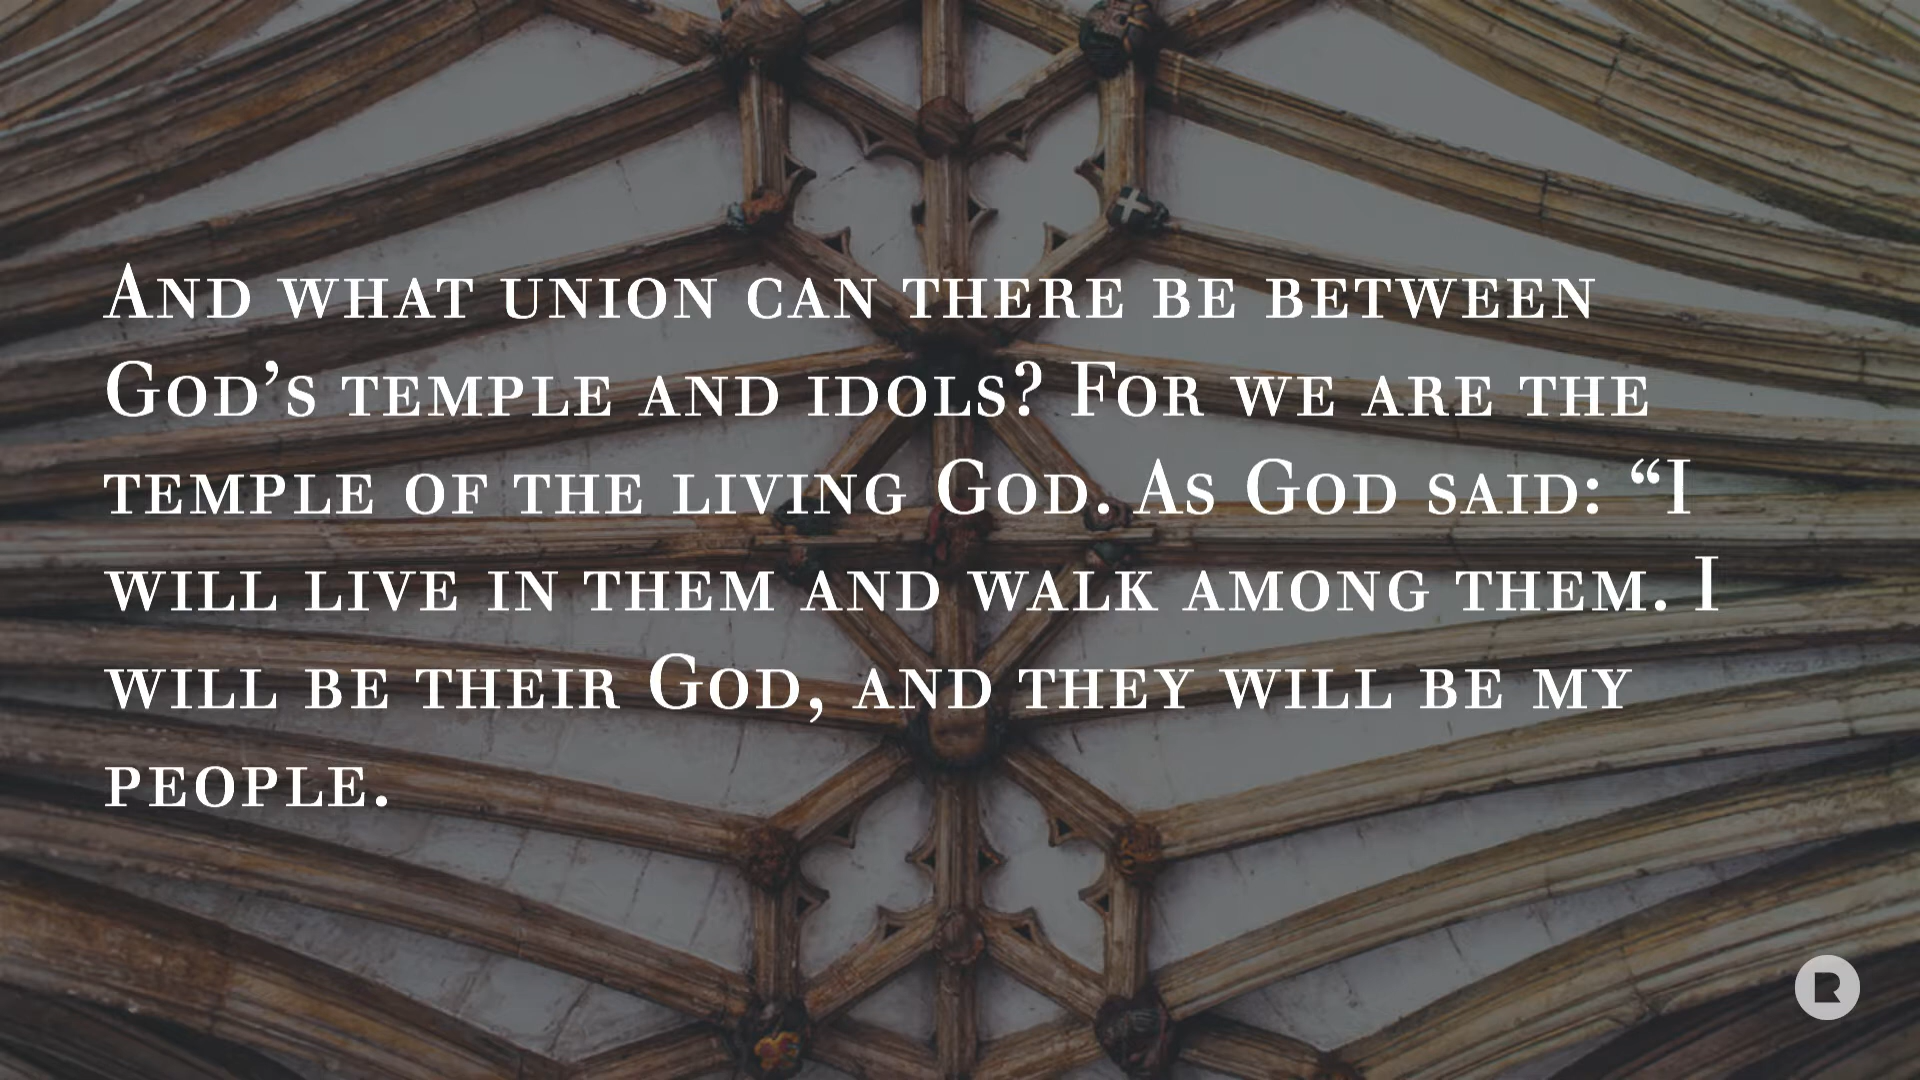 And what union can there be between
God’s temple and idols? For we are the
temple of the living God. As God said: “I
will live in them and walk among them. I
will be their God, and they will be my
people.
R